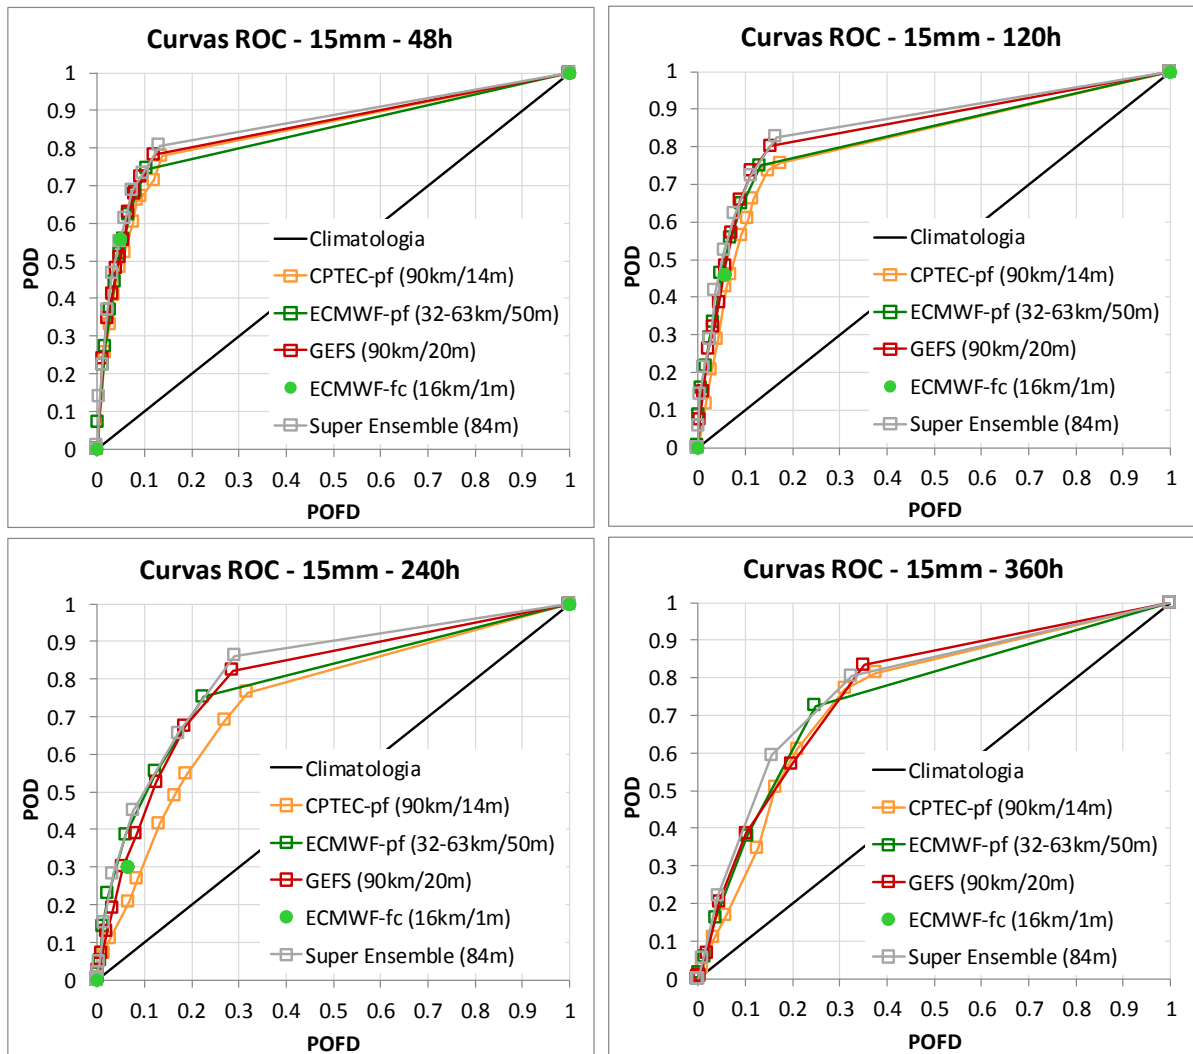 Curvas ROC - 15mm - 48h
POD
1
0.9
0.8
0.7
0.6
0.5
0.4
0.3
0.2
0.1
0
Climatologia
CPTEC-pf (90km/14m)
ECMWF-pf (32-63km/50m)
GEFS (90km/20m)
ECMWF-fc (16km/1m)
Super Ensemble (84m)
0 0.1 0.2 0.3 0.4 0.5 0.6 0.7 0.8 0.9 1
POFD
Curvas ROC - 15mm - 120h
POD
1
0.9
0.8
0.7
0.6
0.5
0.4
0.3
0.2
0.1
0
Climatologia
CPTEC-pf (90km/14m)
ECMWF-pf (32-63km/50m)
GEFS (90km/20m)
ECMWF-fc (16km/1m)
Super Ensemble (84m)
0 0.1 0.2 0.3 0.4 0.5 0.6 0.7 0.8 0.9 1
POFD
Curvas ROC - 15mm - 240h
POD
1
0.9
0.8
0.7
0.6
0.5
0.4
0.3
0.2
0.1
0
Climatologia
CPTEC-pf (90km/14m)
ECMWF-pf (32-63km/50m)
GEFS (90km/20m)
ECMWF-fc (16km/1m)
Super Ensemble (84m)
0 0.1 0.2 0.3 0.4 0.5 0.6 0.7 0.8 0.9 1
POFD
Curvas ROC - 15mm - 360h
POD
1
0.9
0.8
0.7
0.6
0.5
0.4
0.3
0.2
0.1
0
Climatologia
CPTEC-pf (90km/14m)
ECMWF-pf (32-63km/50m)
GEFS (90km/20m)
ECMWF-fc (16km/1m)
Super Ensemble (84m)
0 0.1 0.2 0.3 0.4 0.5 0.6 0.7 0.8 0.9 1
POFD